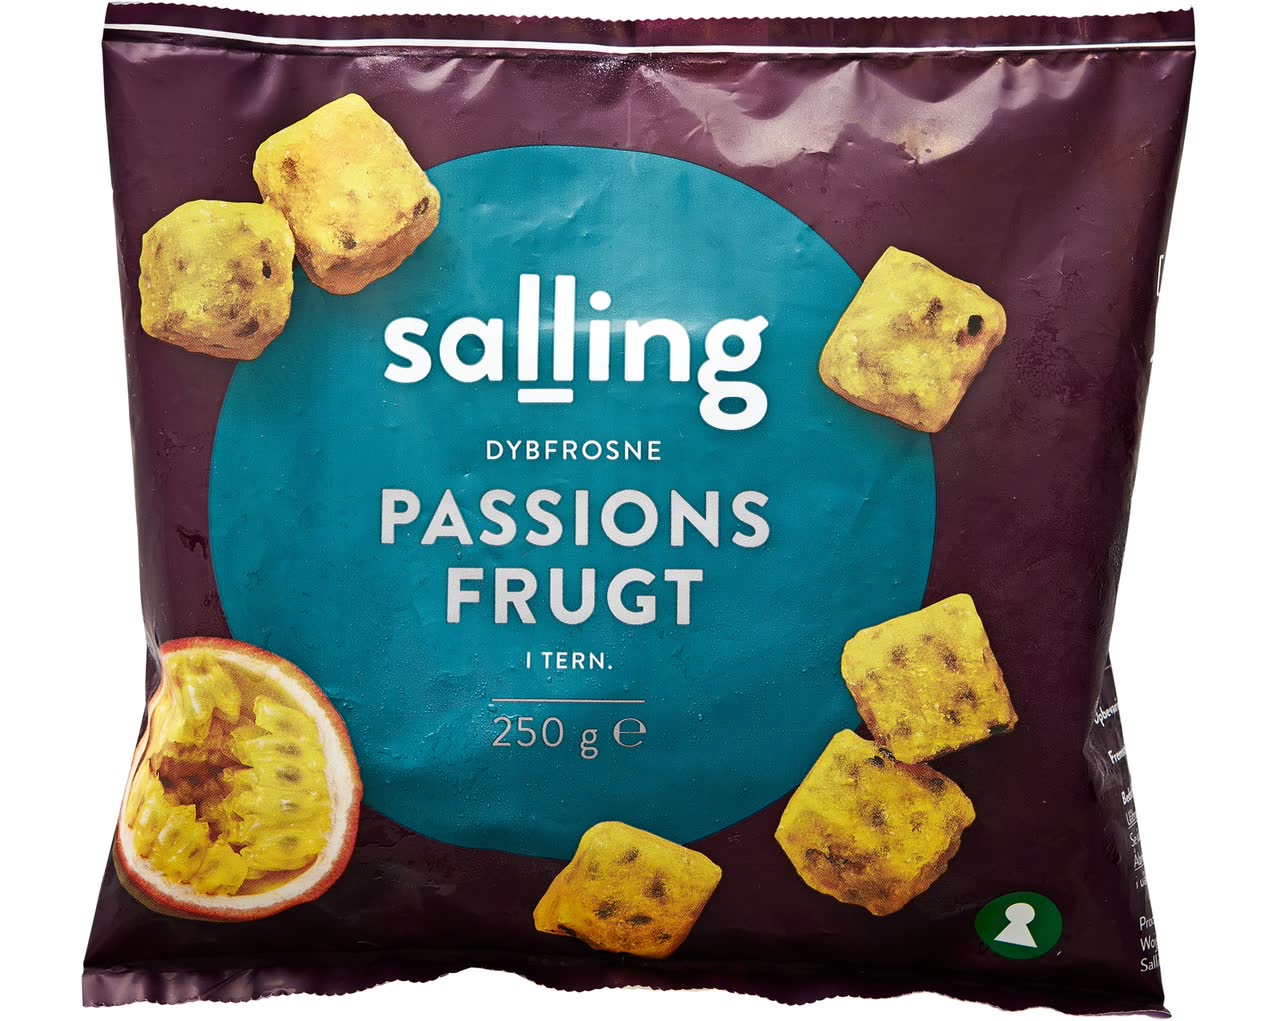 salling
DYBFROSNE
PASSIONS
FRUGT
I TERN.
250 g ℮